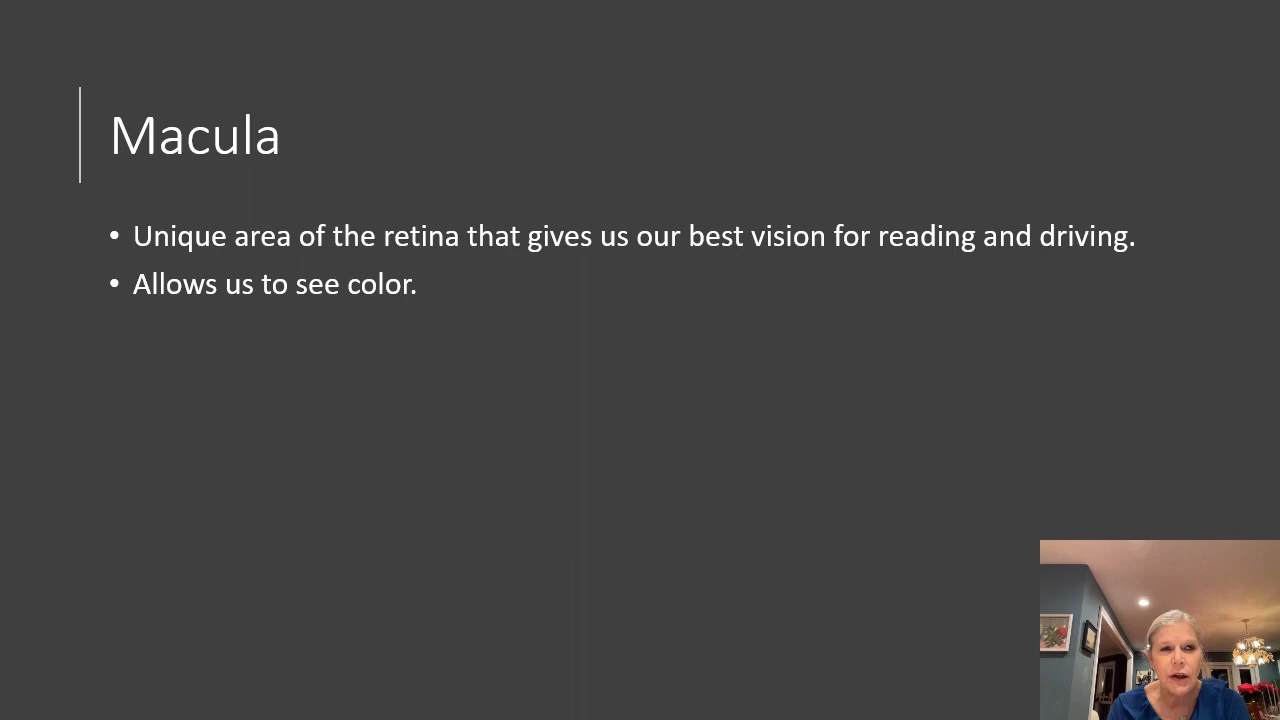 Macula
• Unique area of the retina that gives us our best vision for reading and driving.
• Allows us to see color.